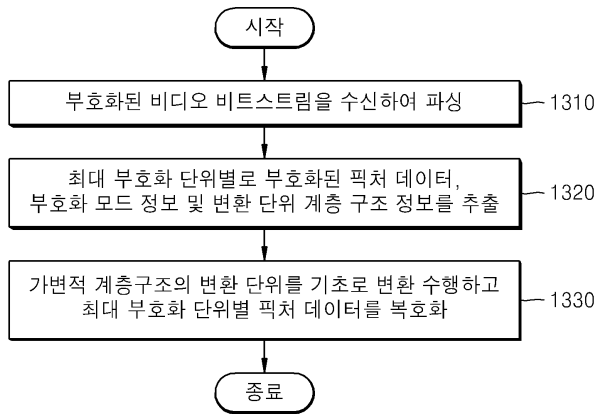 시작
부호화된 비디오 비트스트림을 수신하여 파싱
1310
최대 부호화 단위별로 부호화된 픽처 데이터,
부호화 모드 정보 및 변환 단위 계층 구조 정보를 추출
1320
가변적 계층구조의 변환 단위를 기초로 변환 수행하고
최대 부호화 단위별 픽처 데이터를 복호화
1330
종료